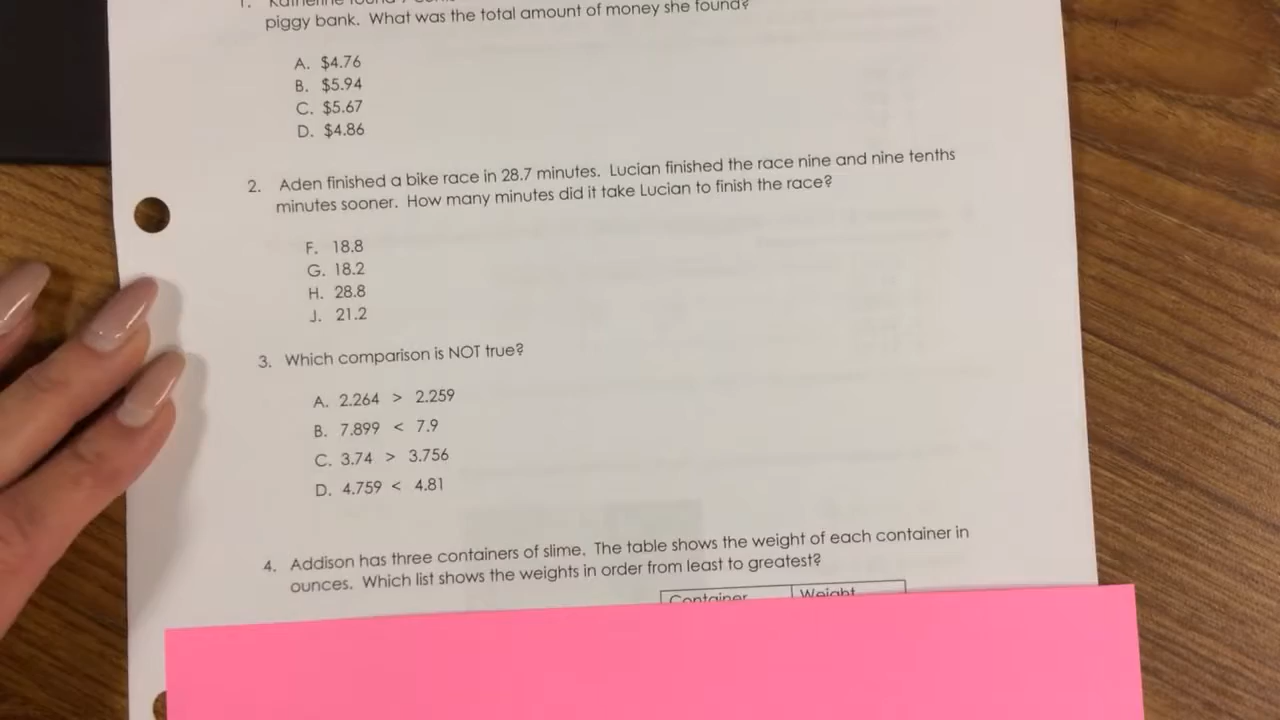 piggy bank. What was the total amount of money she found?
A. $4.76
B. $5.94
C. $5.67
D. $4.86
2. Aden finished a bike race in 28.7 minutes. Lucian finished the race nine and nine tenths
minutes sooner. How many minutes did it take Lucian to finish the race?
F. 18.8
G. 18.2
H. 28.8
J. 21.2
3. Which comparison is NOT true?
A. 2.264 > 2.259
B. 7.899 < 7.9
C. 3.74 > 3.756
D. 4.759 < 4.81
4. Addison has three containers of slime. The table shows the weight of each container in
ounces. Which list shows the weights in order from least to greatest?
Container Weight